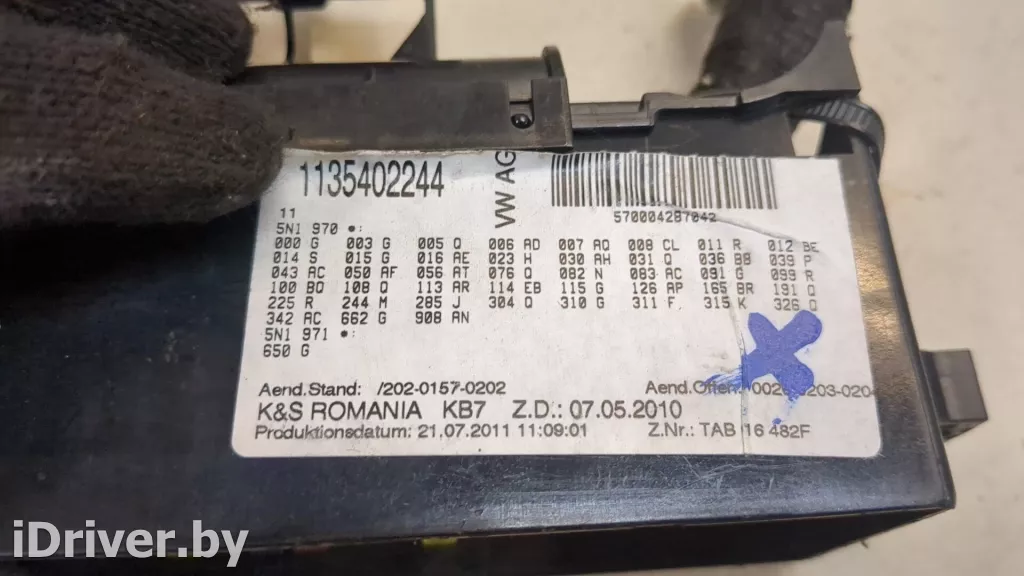 1135402244
VW AG
570004287042
11
5N1 970 •:
000 G 003 G 005 Q 006 AD 007 AQ 008 CL 011 R 012 BE
014 S 015 G 016 AE 023 H 030 AH 031 Q 036 BB 039 P
043 AC 050 AF 056 AT 076 Q 082 N 083 AC 091 G 099 R
100 BQ 108 Q 113 AR 114 EB 115 G 126 AP 165 BR 191 Q
225 R 244 M 285 J 304 Q 310 G 311 F 315 K 326 Q
342 AC 662 G 908 AN
5N1 971 •:
650 G
Aend.Stand: /202-0157-0202 Aend.Offen:
K&S ROMANIA KB7 Z.D.: 07.05.2010
Produktionsdatum: 21.07.2011 11:09:01 Z.Nr.: TAB 16 482F
iDriver.by